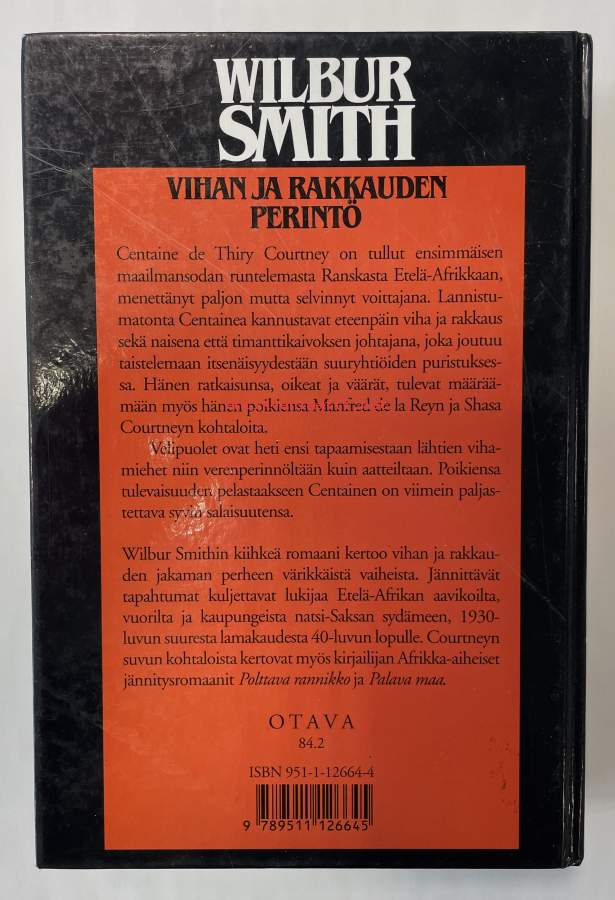 WILBUR
SMITH
VIHAN JA RAKKAUDEN
PERINTÖ
Centaine de Thiry Courtney on tullut ensimmäisen
maailmansodan runtelemasta Ranskasta Etelä-Afrikkaan,
menettänyt paljon mutta selvinnyt voittajana. Lannistu-
matonta Centainea kannustavat eteenpäin viha ja rakkaus
sekä naisena että timanttikaivoksen johtajana, joka joutuu
taistelemaan itsenäisyydestään suuryhtiöiden puristukses-
sa. Hänen ratkaisunsa, oikeat ja väärät, tulevat määrää-
mään myös hänen poikiensa Manfred de la Reyn ja Shasa
Courtneyn kohtaloita.
Velipuolet ovat heti ensi tapaamisestaan lähtien viha-
miehet niin verenperinnöltään kuin aatteiltaan. Poikiensa
tulevaisuuden pelastaakseen Centainen on viimein paljas-
tettava syvin salaisuutensa.
Wilbur Smithin kiihkeä romaani kertoo vihan ja rakkau-
den jakaman perheen värikkäistä vaiheista. Jännittävät
tapahtumat kuljettavat lukijaa Etelä-Afrikan aavikoilta,
vuorilta ja kaupungeista natsi-Saksan sydämeen, 1930-
luvun suuresta lamakaudesta 40-luvun lopulle. Courtneyn
suvun kohtaloista kertovat myös kirjailijan Afrikka-aiheiset
jännitysromaanit Polttava rannikko ja Palava maa.
OTAVA
84.2
ISBN 951-1-12664-4
9 789511 126645